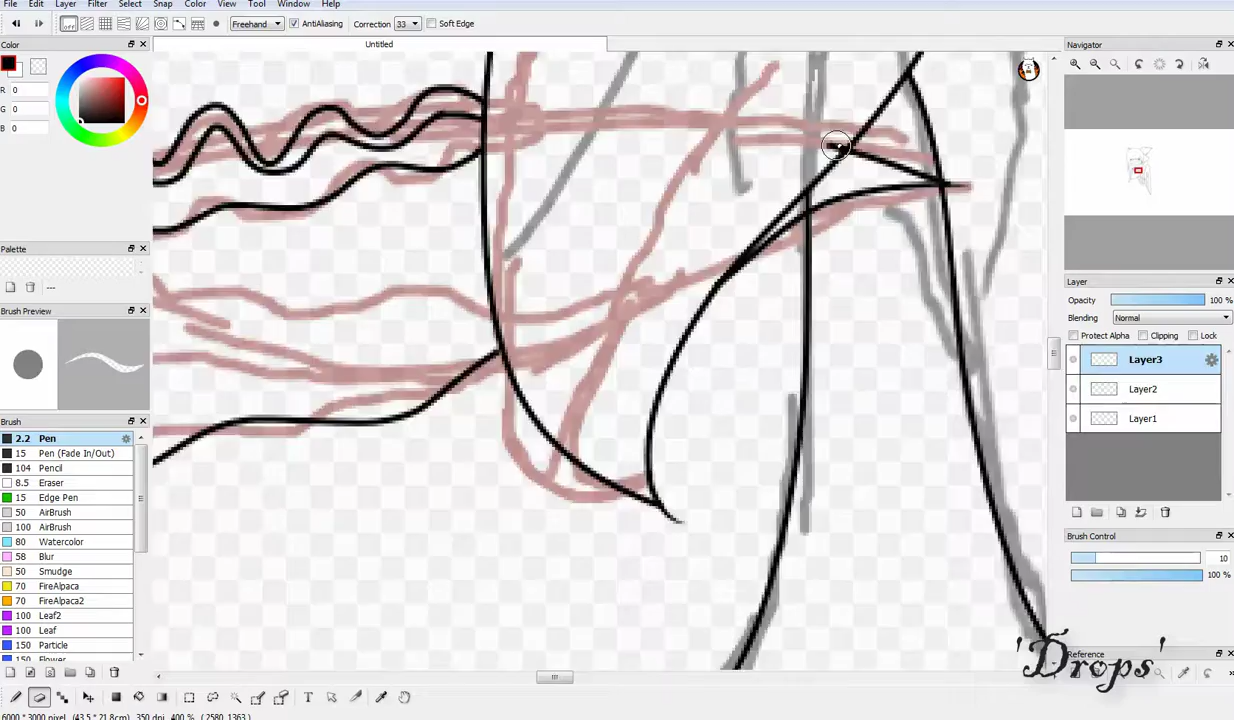 File Edit Layer Filter Select Snap Color View Tool Window Help
off Freehand AntiAliasing Correction 33 Soft Edge
Color
Untitled
Navigator
R 0
G 0
B 0
Palette
---
Brush Preview
Layer
Opacity 100 %
Blending Normal
Protect Alpha Clipping Lock
Layer3
Layer2
Layer1
Brush
2.2 Pen
15 Pen (Fade In/Out)
104 Pencil
8.5 Eraser
15 Edge Pen
50 AirBrush
100 AirBrush
80 Watercolor
58 Blur
50 Smudge
70 FireAlpaca
70 FireAlpaca2
100 Leaf2
100 Leaf
150 Particle
150 Flower
Brush Control
10
100 %
Reference
'Drops'
6000 * 3000 pixel (43.5 * 21.8cm) 350 dpi 400 % ( 2580, 1363 )